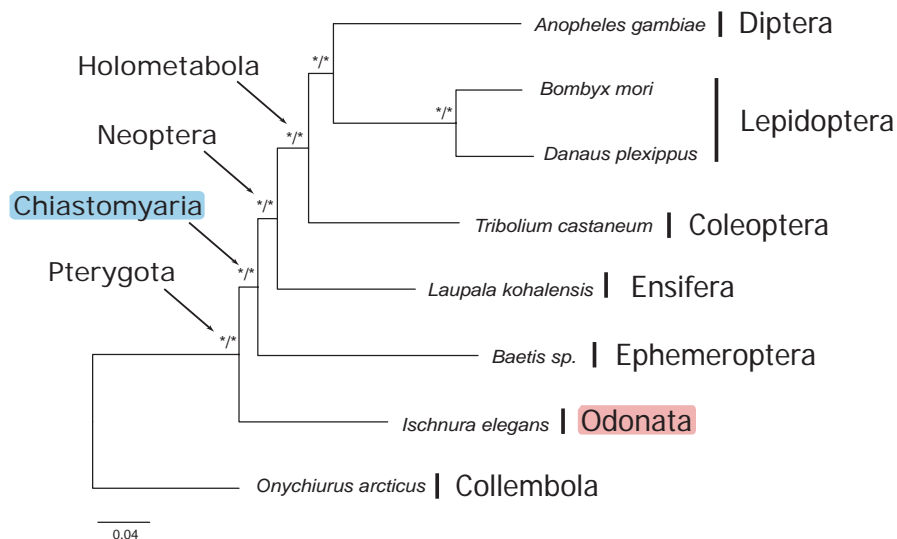 Anopheles gambiae Diptera
*/*
Holometabola
Bombyx mori
*/*
Lepidoptera
Neoptera
*/*
Danaus plexippus
Chiastomyaria
*/*
Tribolium castaneum Coleoptera
Pterygota
*/*
Laupala kohalensis Ensifera
*/*
Baetis sp. Ephemeroptera
Ischnura elegans Odonata
Onychiurus arcticus Collembola
0.04